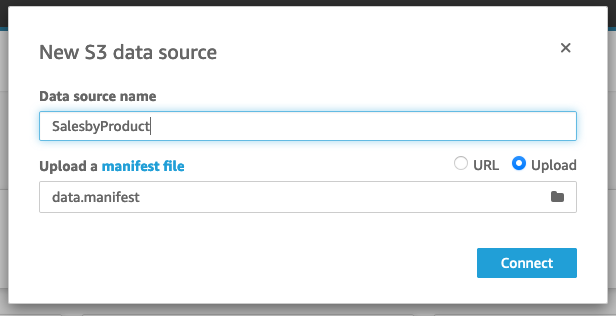 New S3 data source
×
Data source name
SalesbyProduct
Upload a manifest file URL Upload
data.manifest
Connect